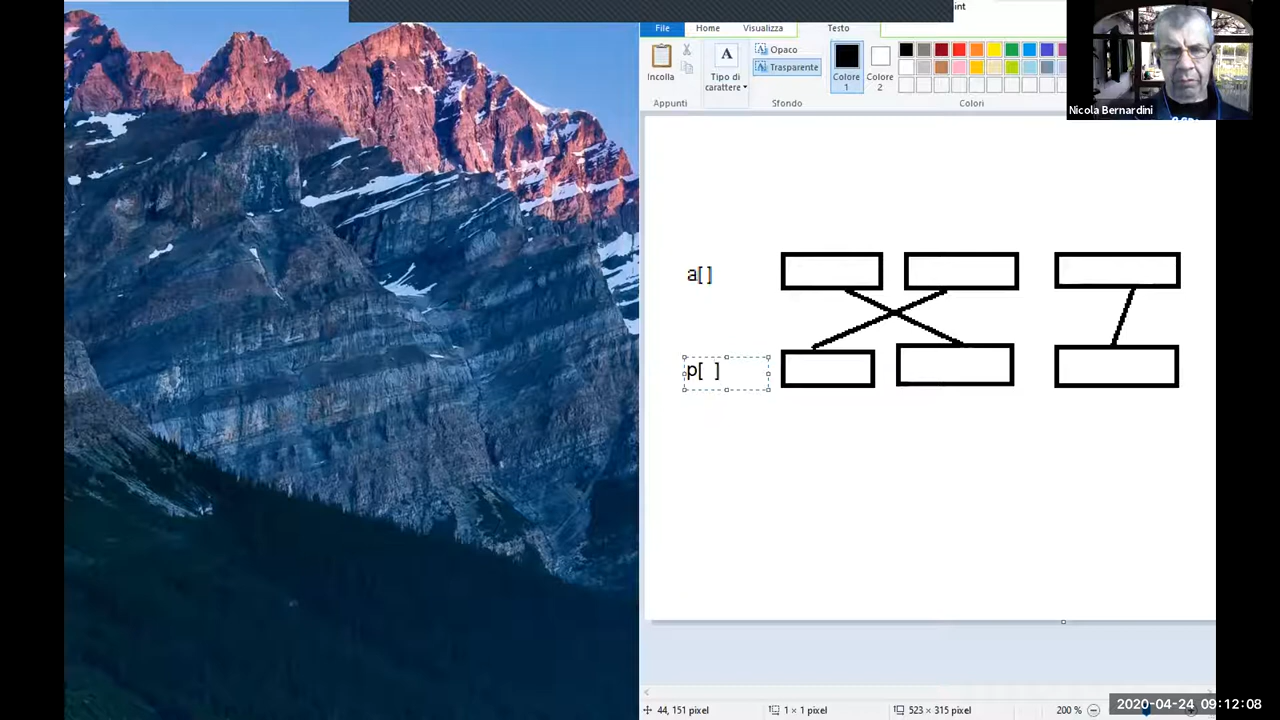 int
File Home Visualizza Testo
Incolla
Appunti
A
Tipo di
carattere
Opaco
Trasparente
Sfondo
Colore
1
Colore
2
Colori
Nicola Bernardini
a[]
p[ ]
44, 151 pixel
1 × 1 pixel
523 × 315 pixel
200 %
2020-04-24 09:12:08